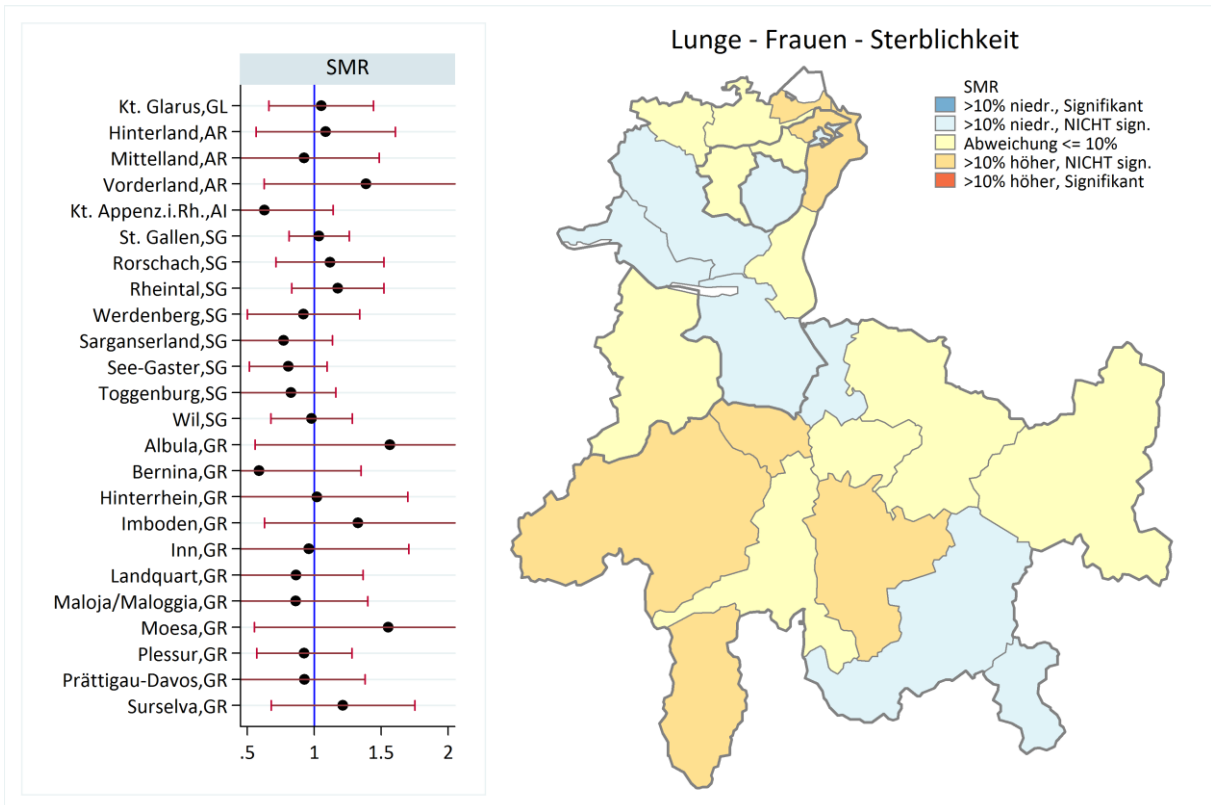 Lunge - Frauen - Sterblichkeit
SMR
Kt. Glarus,GL
Hinterland,AR
Mittelland,AR
Vorderland,AR
Kt. Appenz.i.Rh.,AI
St. Gallen,SG
Rorschach,SG
Rheintal,SG
Werdenberg,SG
Sarganserland,SG
See-Gaster,SG
Toggenburg,SG
Wil,SG
Albula,GR
Bernina,GR
Hinterrhein,GR
Imboden,GR
Inn,GR
Landquart,GR
Maloja/Maloggia,GR
Moesa,GR
Plessur,GR
Prättigau-Davos,GR
Surselva,GR
.5 1 1.5 2
SMR
>10% niedr., Signifikant
>10% niedr., NICHT sign.
Abweichung <= 10%
>10% höher, NICHT sign.
>10% höher, Signifikant